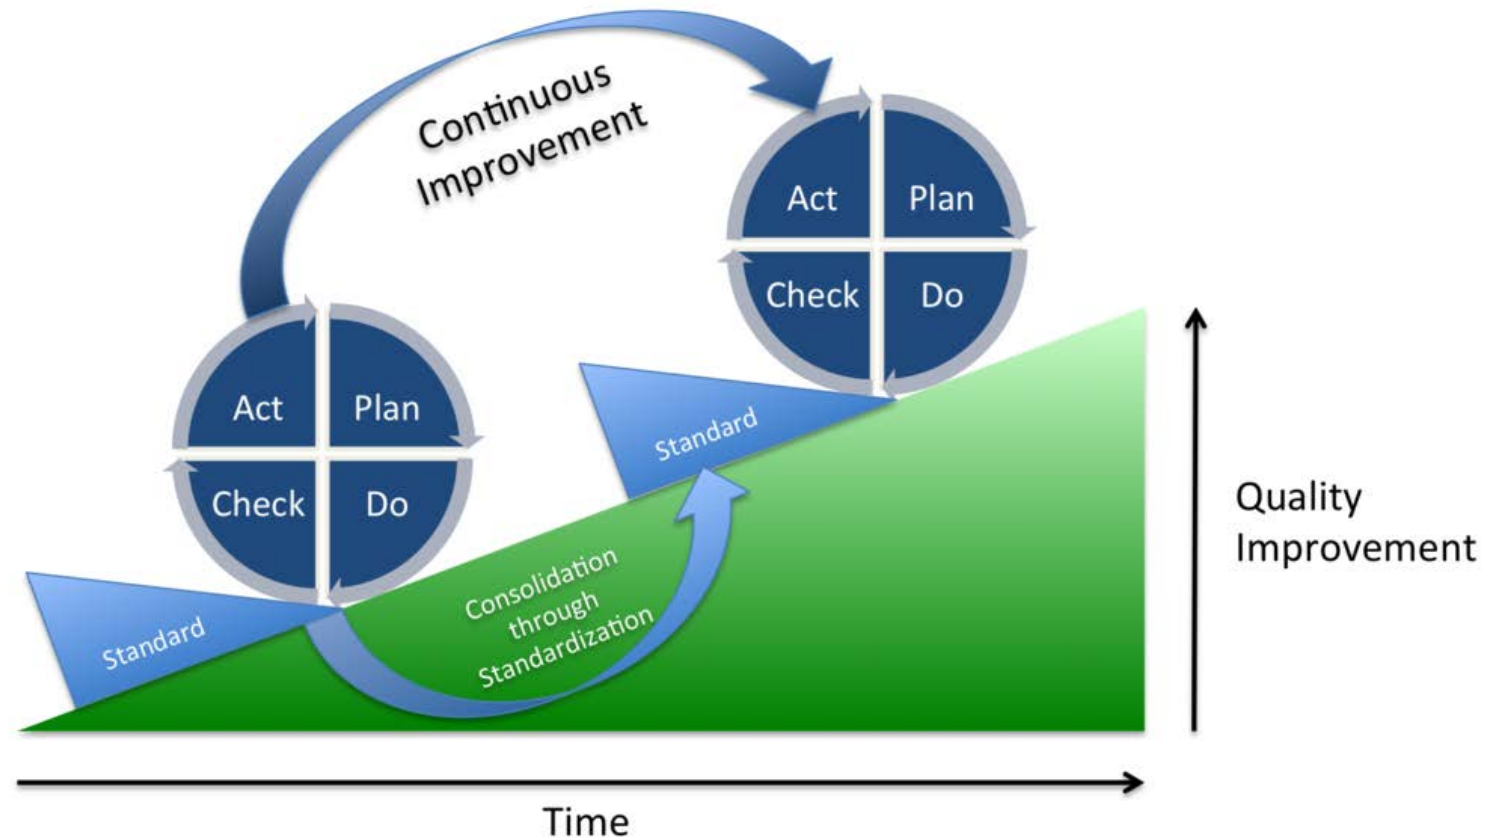 Continuous
Improvement
Act
Plan
Check
Do
Act
Plan
Check
Do
Standard
Standard
Consolidation
through
Standardization
Quality
Improvement
Time